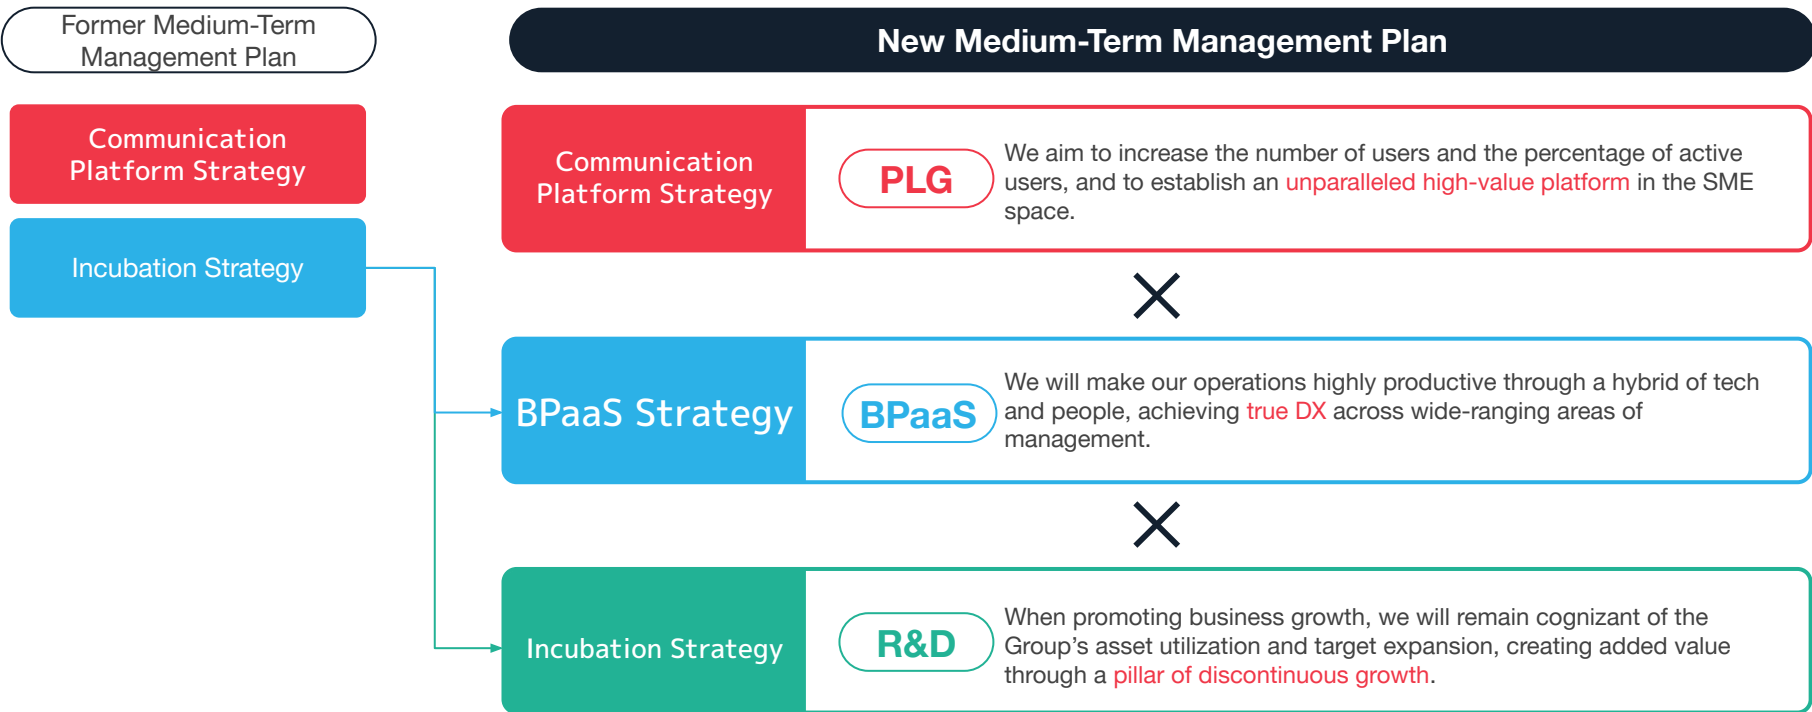 Former Medium-Term
Management Plan
New Medium-Term Management Plan
Communication
Platform Strategy
Incubation Strategy
Communication
Platform Strategy
PLG
We aim to increase the number of users and the percentage of active
users, and to establish an unparalleled high-value platform in the SME
space.
BPaaS Strategy
BPaaS
We will make our operations highly productive through a hybrid of tech
and people, achieving true DX across wide-ranging areas of
management.
Incubation Strategy
R&D
When promoting business growth, we will remain cognizant of the
Group’s asset utilization and target expansion, creating added value
through a pillar of discontinuous growth.